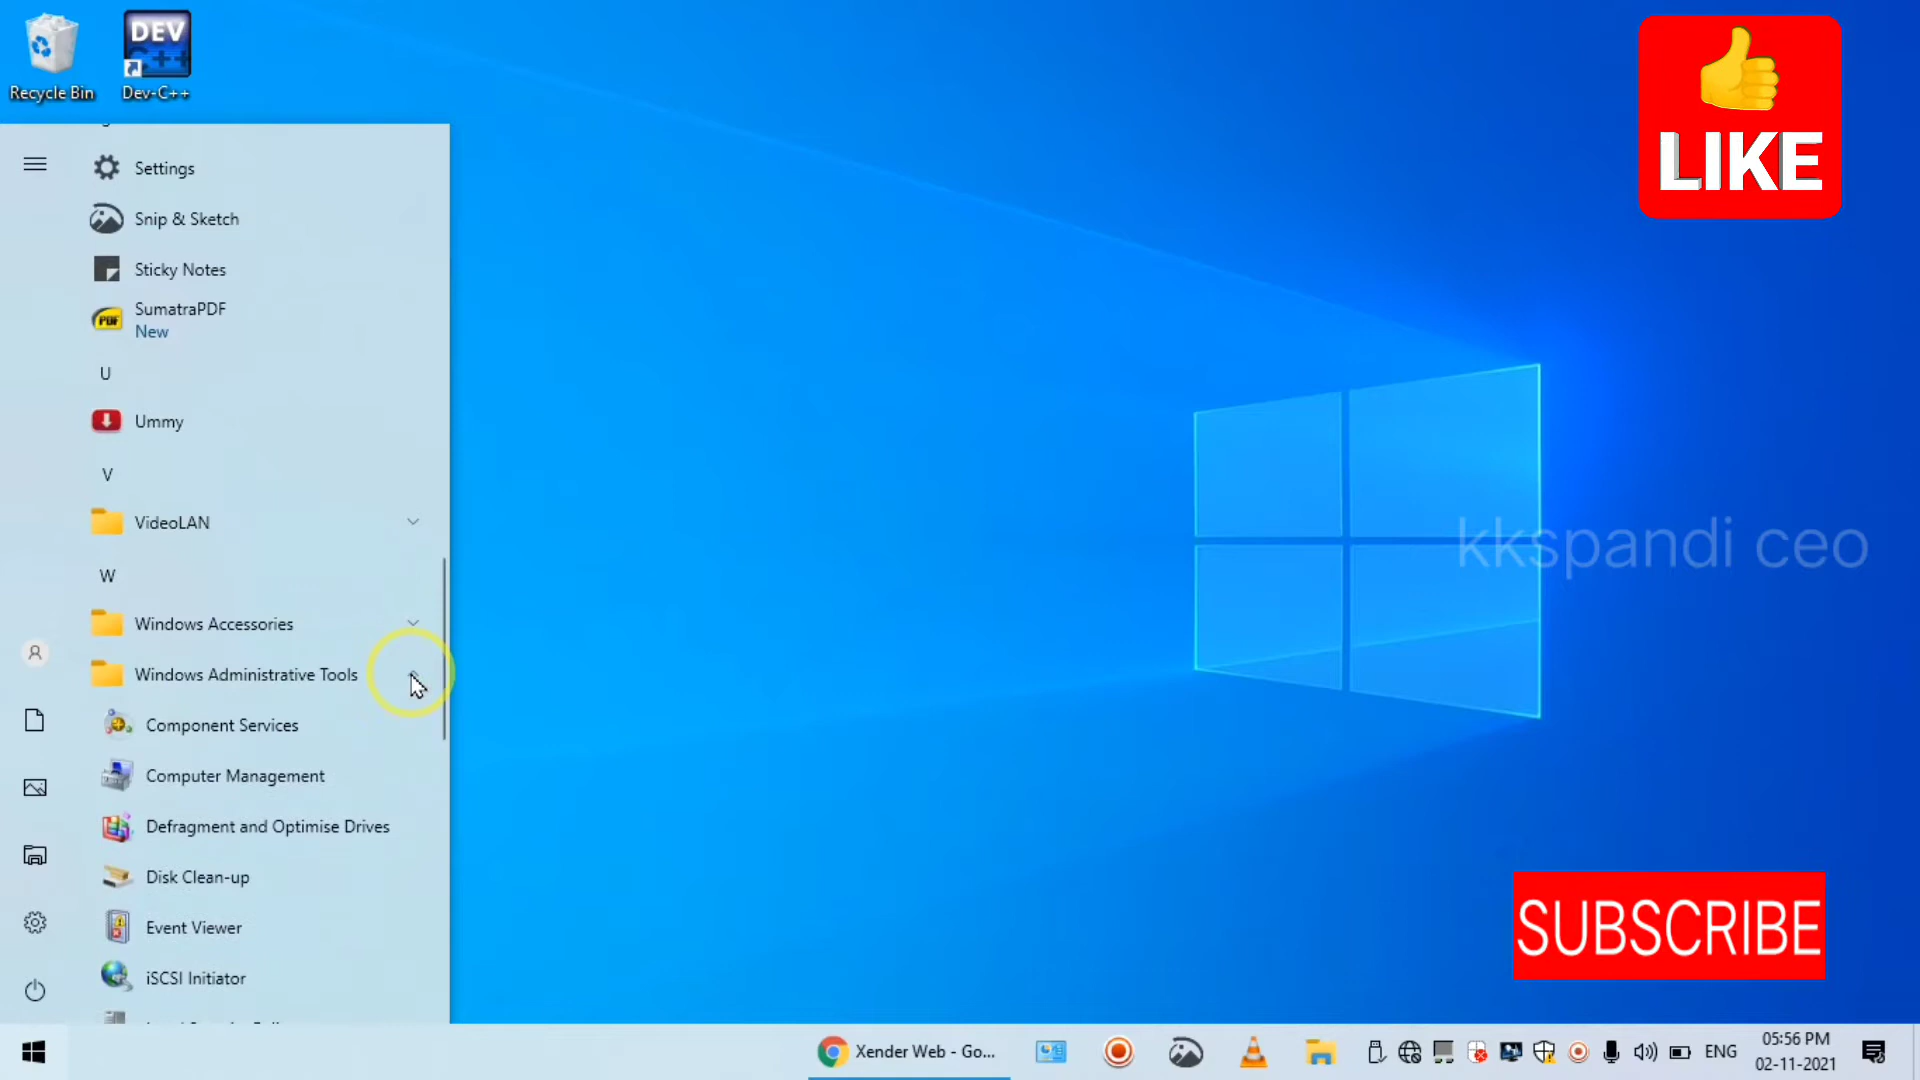 DEV
C++
Recycle Bin
Dev-C++
LIKE
Settings
Snip & Sketch
Sticky Notes
SumatraPDF
New
U
Ummy
V
VideoLAN
W
Windows Accessories
Windows Administrative Tools
Component Services
Computer Management
Defragment and Optimise Drives
Disk Clean-up
Event Viewer
iSCSI Initiator
kkspandi ceo
SUBSCRIBE
Xender Web - Go...
ENG
05:56 PM
02-11-2021
PDF